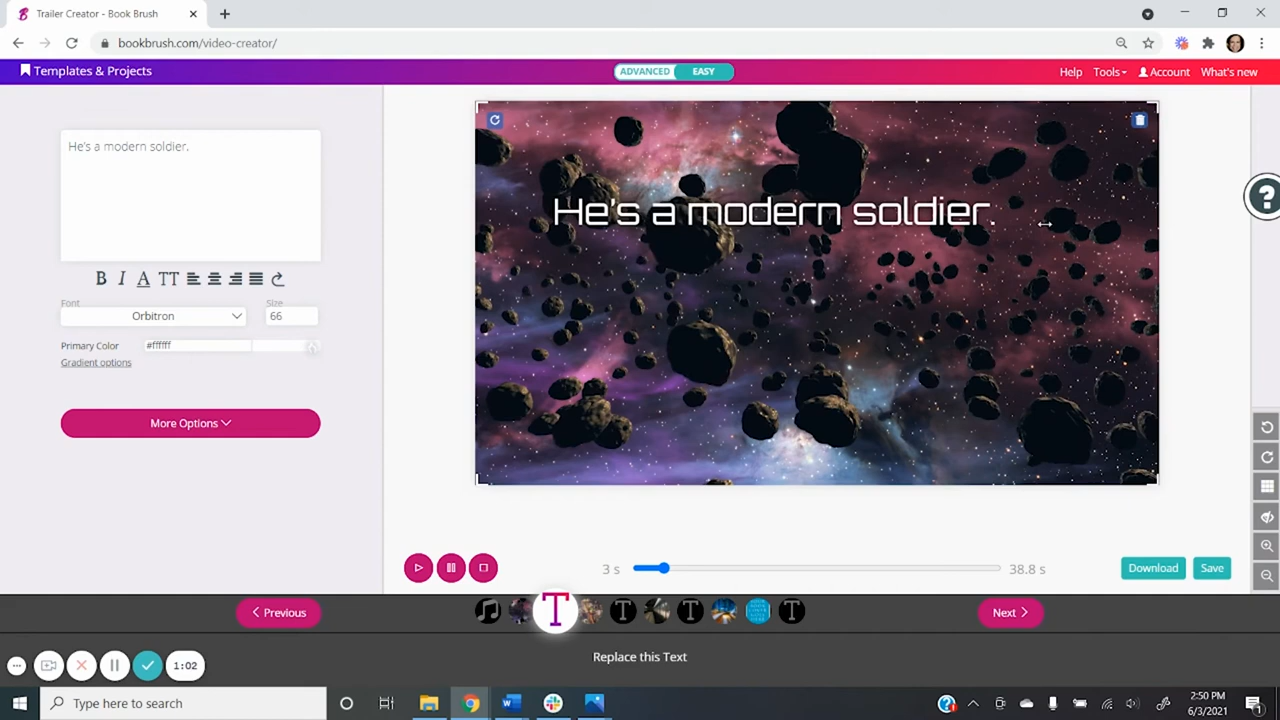 Trailer Creator - Book Brush
bookbrush.com/video-creator/
Templates & Projects
ADVANCED EASY
Help Tools Account What's new
He's a modern soldier.
He's a modern soldier.
B I A TT
Font Size
Orbitron 66
Primary Color #ffffff
Gradient options
More Options
3 s 38.8 s Download Save
Previous T T T T Next
Replace this Text
1:02
Type here to search
2:50 PM
6/3/2021